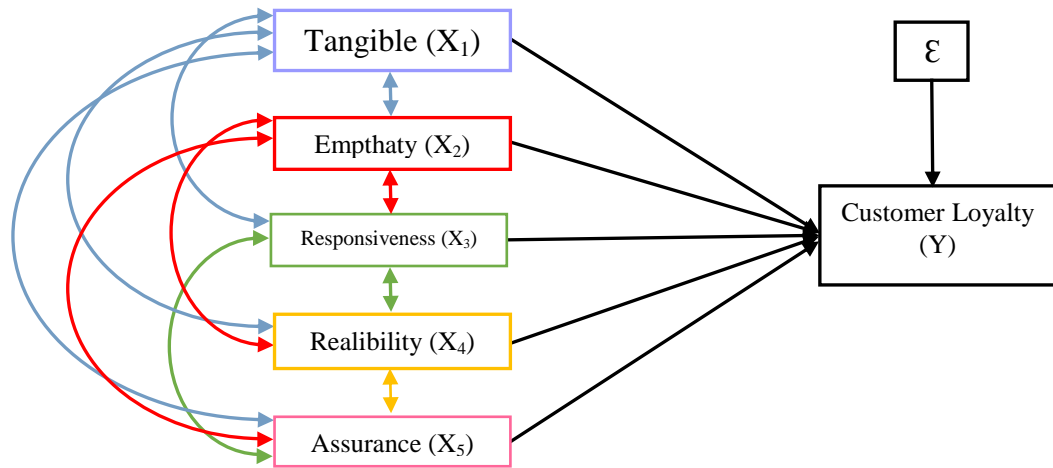 Tangible (X₁)
ε
Empthaty (X₂)
Customer Loyalty
(Y)
Responsiveness (X₃)
Realibility (X₄)
Assurance (X₅)